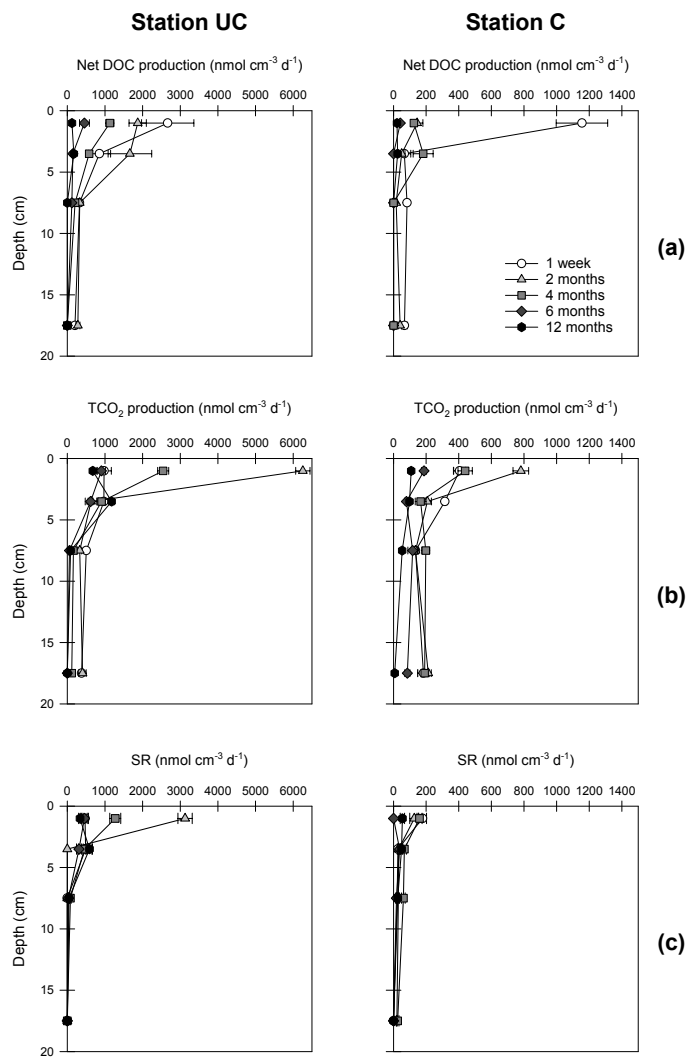 Station UC
Station C
Net DOC production (nmol cm⁻³ d⁻¹)
Net DOC production (nmol cm⁻³ d⁻¹)
0 1000 2000 3000 4000 5000 6000
0 200 400 600 800 1000 1200 1400
0
5
10
15
20
Depth (cm)
1 week
2 months
4 months
6 months
12 months
(a)
TCO₂ production (nmol cm⁻³ d⁻¹)
TCO₂ production (nmol cm⁻³ d⁻¹)
0 1000 2000 3000 4000 5000 6000
0 200 400 600 800 1000 1200 1400
0
5
10
15
20
Depth (cm)
(b)
SR (nmol cm⁻³ d⁻¹)
SR (nmol cm⁻³ d⁻¹)
0 1000 2000 3000 4000 5000 6000
0 200 400 600 800 1000 1200 1400
0
5
10
15
20
Depth (cm)
(c)